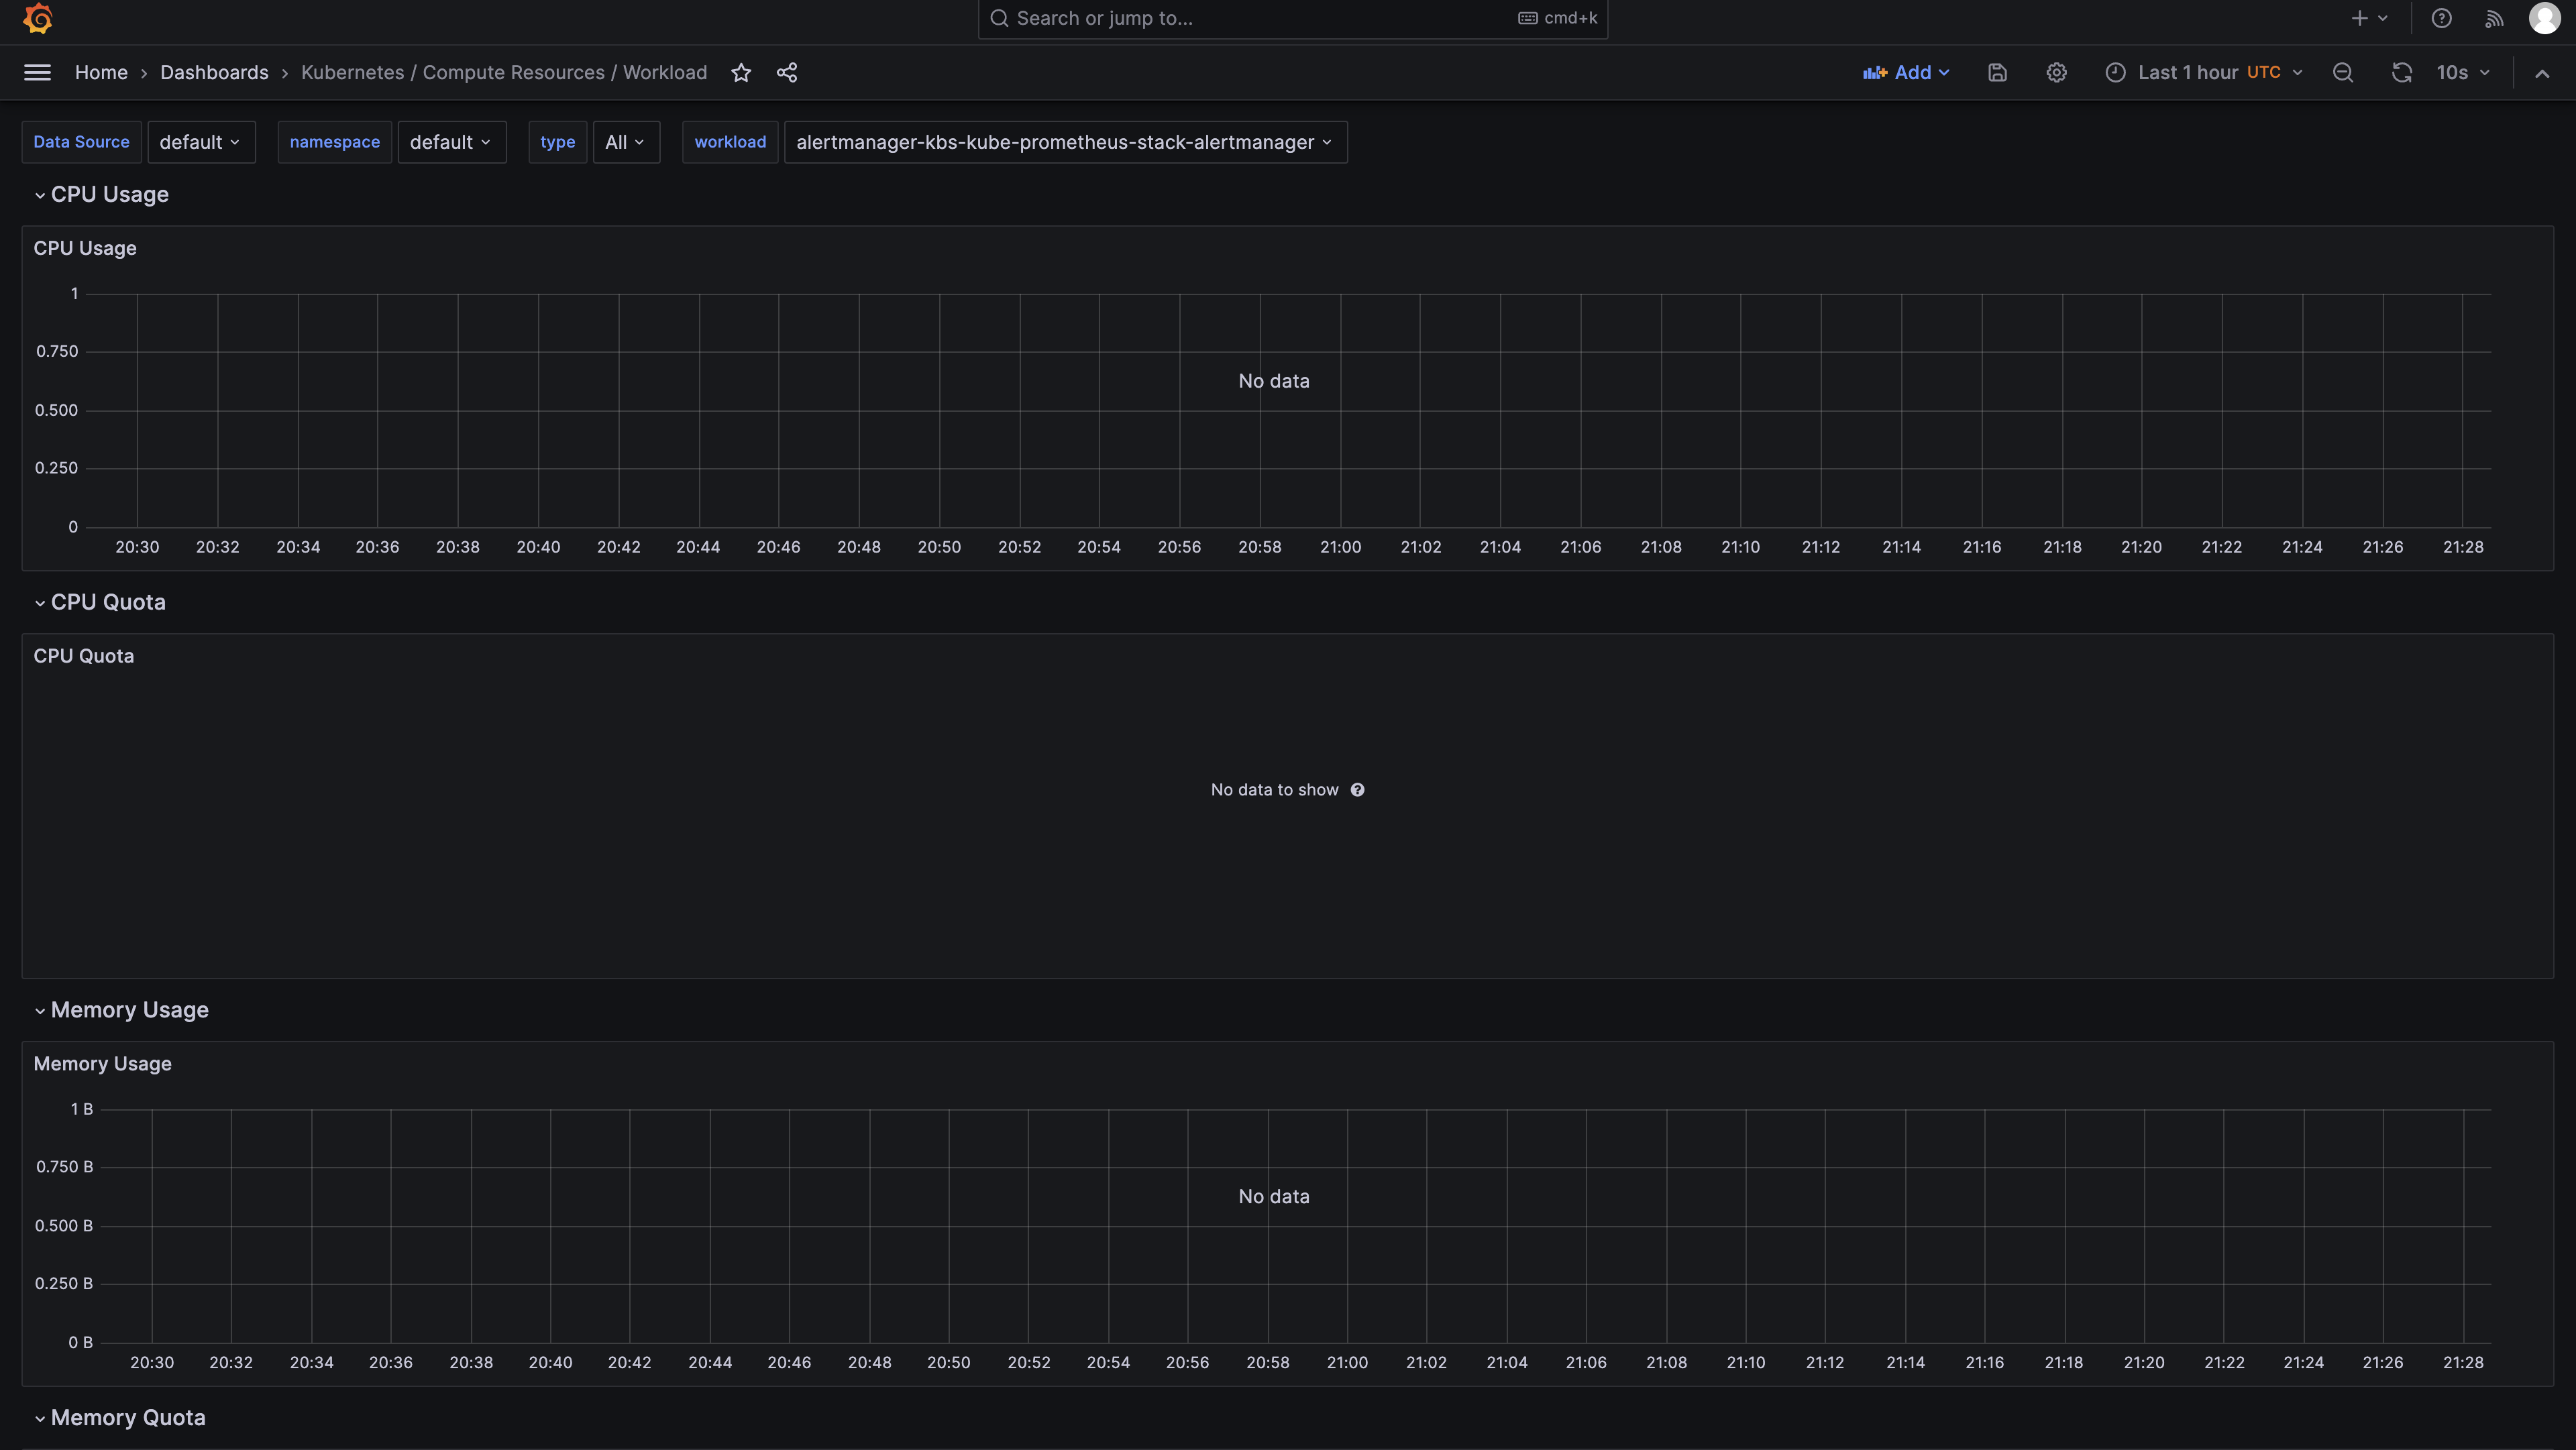 Search or jump to... cmd+k
Home › Dashboards › Kubernetes / Compute Resources / Workload Add Last 1 hour UTC 10s
Data Source default namespace default type All workload alertmanager-kbs-kube-prometheus-stack-alertmanager
CPU Usage
CPU Usage
1
0.750
No data
0.500
0.250
0
20:30 20:32 20:34 20:36 20:38 20:40 20:42 20:44 20:46 20:48 20:50 20:52 20:54 20:56 20:58 21:00 21:02 21:04 21:06 21:08 21:10 21:12 21:14 21:16 21:18 21:20 21:22 21:24 21:26 21:28
CPU Quota
CPU Quota
No data to show
Memory Usage
Memory Usage
1 B
0.750 B
No data
0.500 B
0.250 B
0 B
20:30 20:32 20:34 20:36 20:38 20:40 20:42 20:44 20:46 20:48 20:50 20:52 20:54 20:56 20:58 21:00 21:02 21:04 21:06 21:08 21:10 21:12 21:14 21:16 21:18 21:20 21:22 21:24 21:26 21:28
Memory Quota